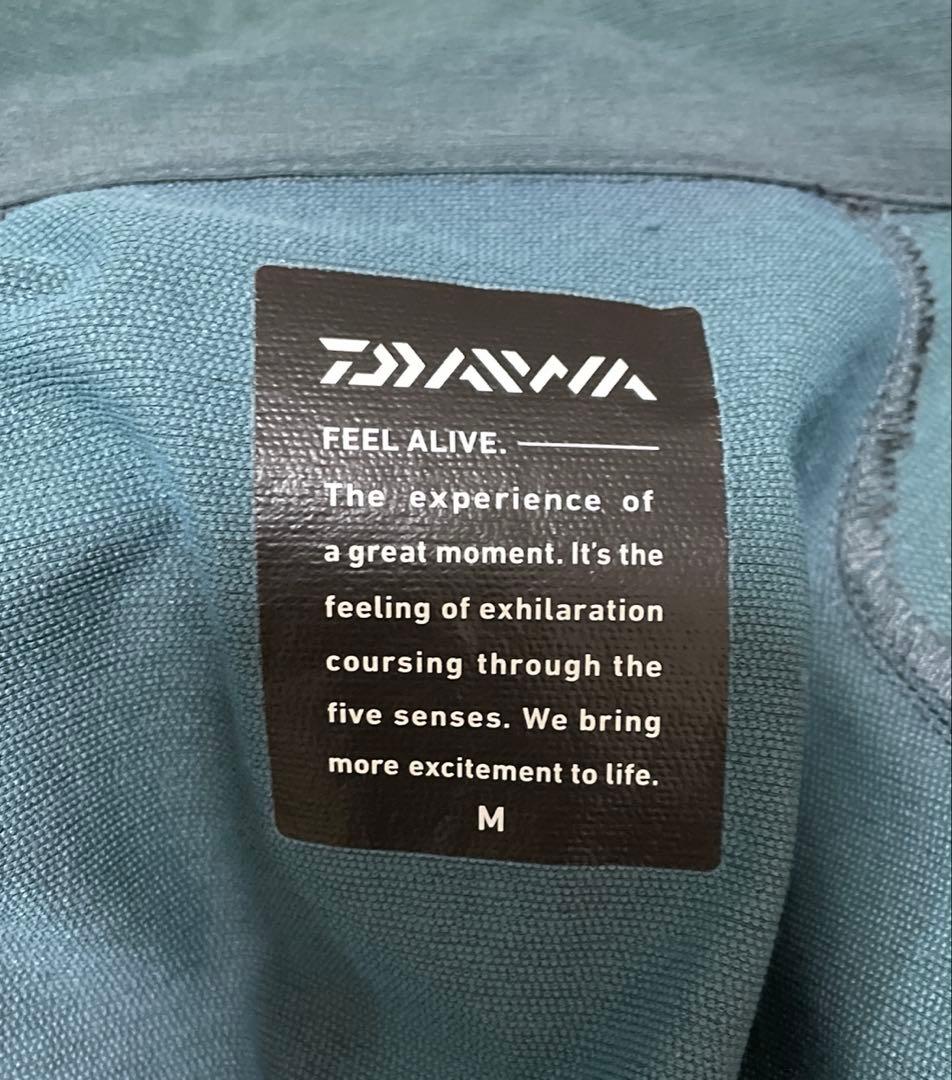 DAIWA
FEEL ALIVE.
The experience of
a great moment. It's the
feeling of exhilaration
coursing through the
five senses. We bring
more excitement to life.
M